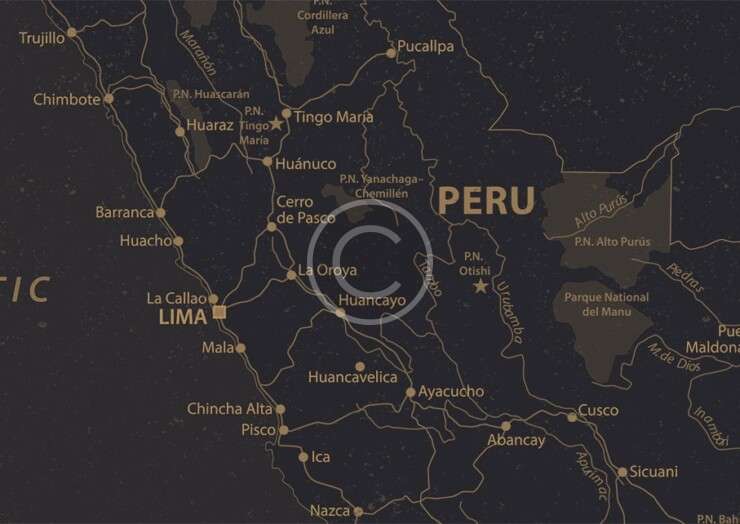 P.N.
Cordillera
Azul
Trujillo
Marañón
Pucallpa
Chimbote
P.N. Huascarán
Huaraz
P.N.
Tingo
María
Tingo María
Huánuco
P.N. Yanachaga-
Chemillén
PERU
Barranca
Cerro
de Pasco
Alto Purús
P.N. Alto Purús
Huacho
P.N.
Otishi
La Oroya
Urubamba
Piedras
TIC
La Callao
LIMA
Huancayo
Parque National
del Manu
Mala
Pue
Maldona
M.de Dios
Huancavelica
Ayacucho
Chincha Alta
Pisco
Cusco
Abancay
Inambari
Ica
Apurimac
Sicuani
Nazca
P.N. Bah
C